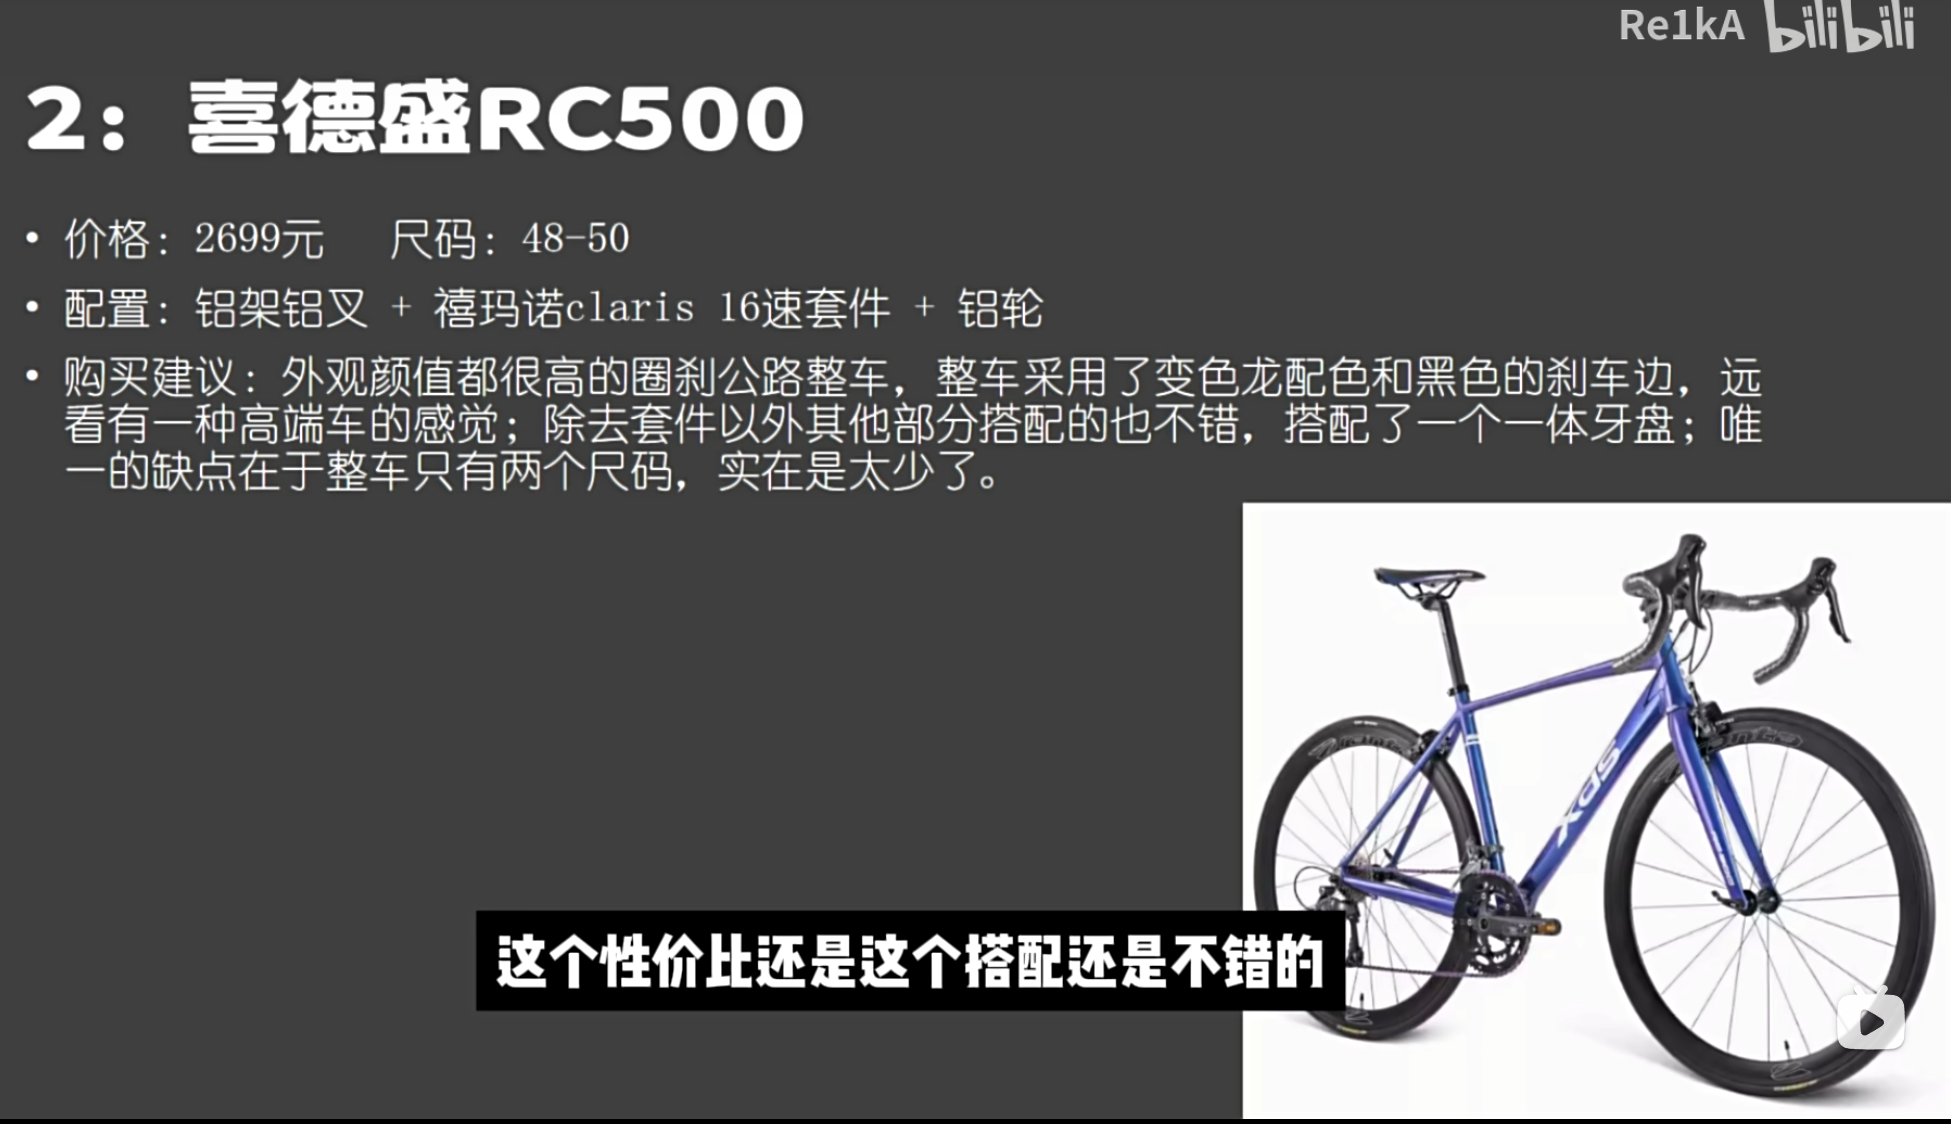 Re1kA bilibili
2：喜德盛RC500
• 价格：2699元 尺码：48-50
• 配置：铝架铝叉 + 禧玛诺claris 16速套件 + 铝轮
• 购买建议：外观颜值都很高的圈刹公路整车，整车采用了变色龙配色和黑色的刹车边，远
看有一种高端车的感觉；除去套件以外其他部分搭配的也不错，搭配了一个一体牙盘；唯
一的缺点在于整车只有两个尺码，实在是太少了。
xds
这个性价比还是这个搭配还是不错的